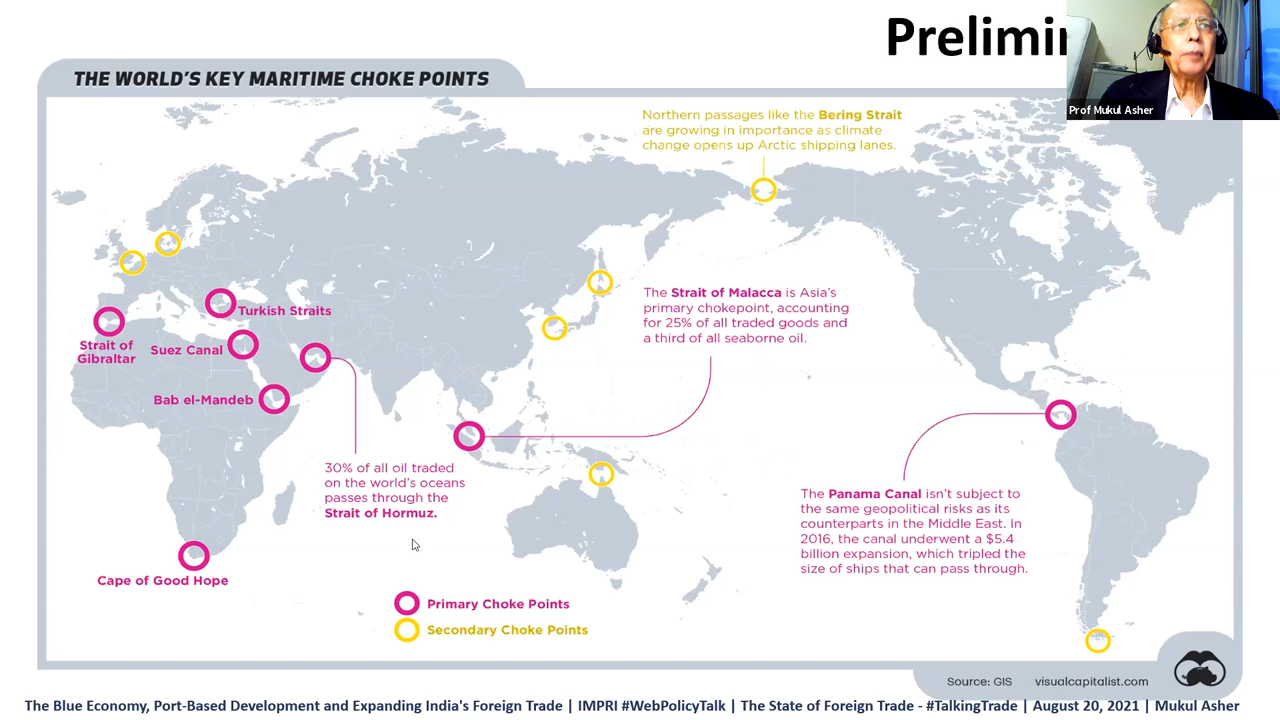 Prelimi
Prof Mukul Asher
THE WORLD'S KEY MARITIME CHOKE POINTS
Northern passages like the Bering Strait
are growing in importance as climate
change opens up Arctic shipping lanes.
The Strait of Malacca is Asia's
primary chokepoint, accounting
for 25% of all traded goods and
a third of all seaborne oil.
Turkish Straits
Strait of
Gibraltar
Suez Canal
Bab el-Mandeb
30% of all oil traded
on the world's oceans
passes through the
Strait of Hormuz.
The Panama Canal isn't subject to
the same geopolitical risks as its
counterparts in the Middle East. In
2016, the canal underwent a $5.4
billion expansion, which tripled the
size of ships that can pass through.
Cape of Good Hope
Primary Choke Points
Secondary Choke Points
Source: GIS visualcapitalist.com
The Blue Economy, Port-Based Development and Expanding India's Foreign Trade | IMPRI #WebPolicyTalk | The State of Foreign Trade - #TalkingTrade | August 20, 2021 | Mukul Asher